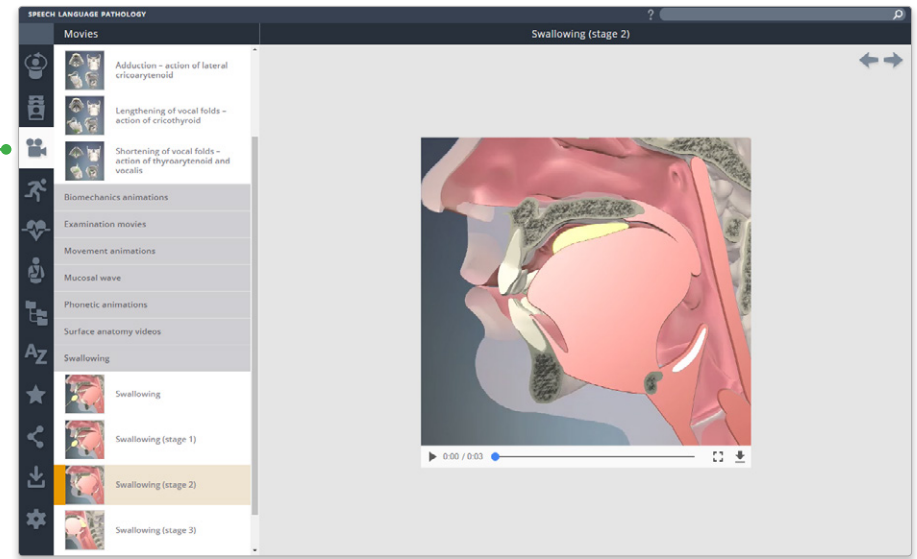 SPEECH LANGUAGE PATHOLOGY
?
Movies
Swallowing (stage 2)
Adduction – action of lateral
cricoarytenoid
Lengthening of vocal folds –
action of cricothyroid
Shortening of vocal folds –
action of thyroarytenoid and
vocalis
Biomechanics animations
Examination movies
Movement animations
Mucosal wave
Phonetic animations
Surface anatomy videos
Swallowing
AZ
Swallowing
Swallowing (stage 1)
Swallowing (stage 2)
Swallowing (stage 3)
0:00 / 0:03